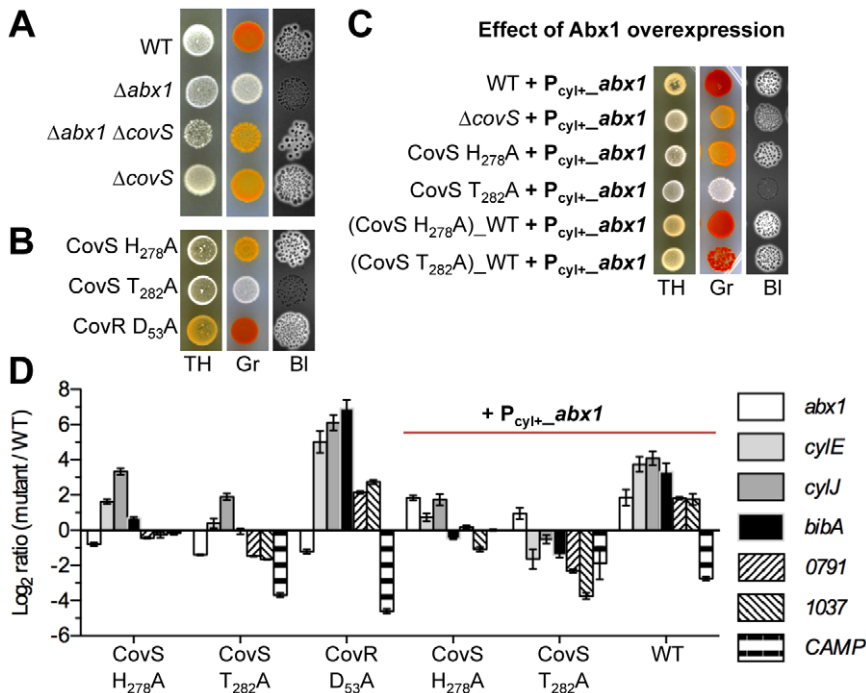 A
WT
Δabx1
Δabx1 ΔcovS
ΔcovS
B
CovS H278A
CovS T282A
CovR D53A
TH Gr Bl
C
Effect of Abx1 overexpression
WT + Pcyl+_abx1
ΔcovS + Pcyl+_abx1
CovS H278A + Pcyl+_abx1
CovS T282A + Pcyl+_abx1
(CovS H278A)_WT + Pcyl+_abx1
(CovS T282A)_WT + Pcyl+_abx1
TH Gr Bl
D
Log2 ratio (mutant / WT)
8
6
4
2
0
-2
-4
-6
+ Pcyl+_abx1
CovS H278A
CovS T282A
CovR D53A
CovS H278A
CovS T282A
WT
abx1
cylE
cylJ
bibA
0791
1037
CAMP